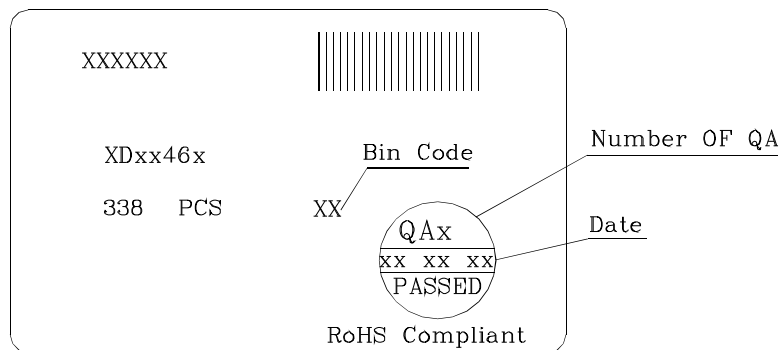 XXXXXX
Number OF QA
XDxx46x
Bin Code
338 PCS
XX
QAx
Date
xx xx xx
PASSED
RoHS Compliant